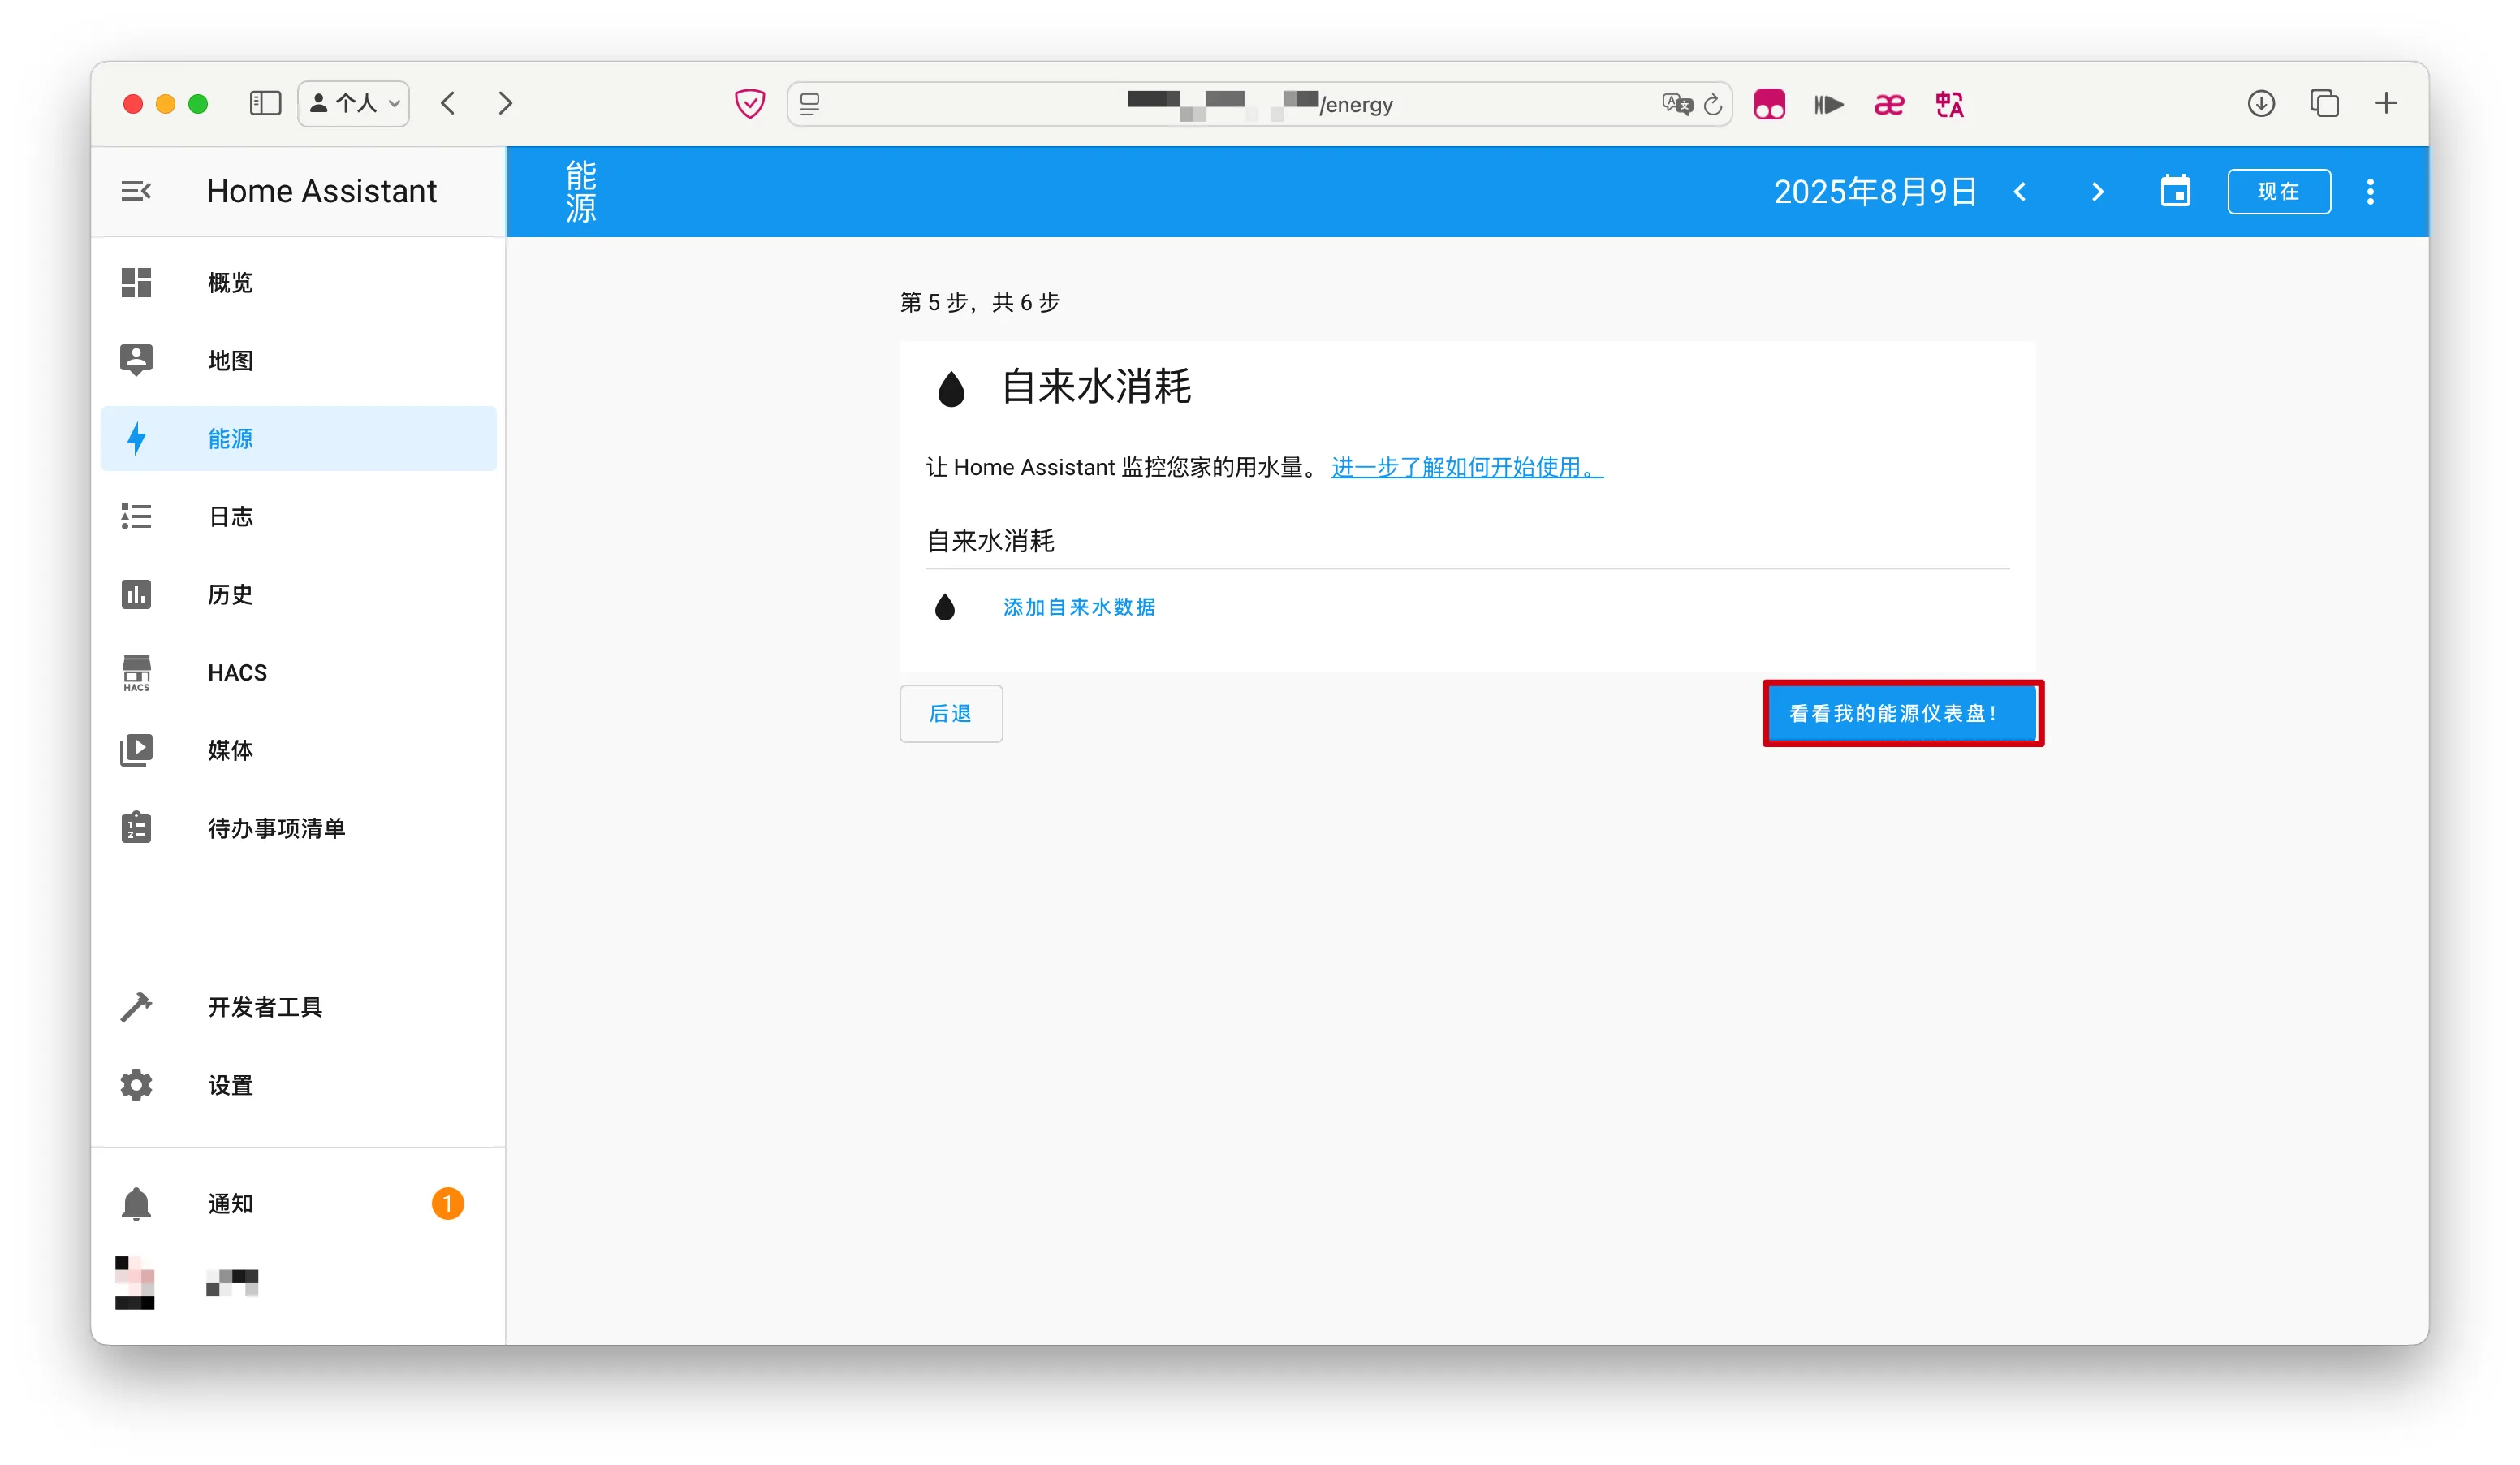 个人
/energy
Home Assistant
能源
2025年8月9日
现在
概览
地图
能源
日志
历史
HACS
HACS
媒体
待办事项清单
开发者工具
设置
通知
1
第 5 步，共 6 步
自来水消耗
让 Home Assistant 监控您家的用水量。 进一步了解如何开始使用。
自来水消耗
添加自来水数据
后退
看看我的能源仪表盘！